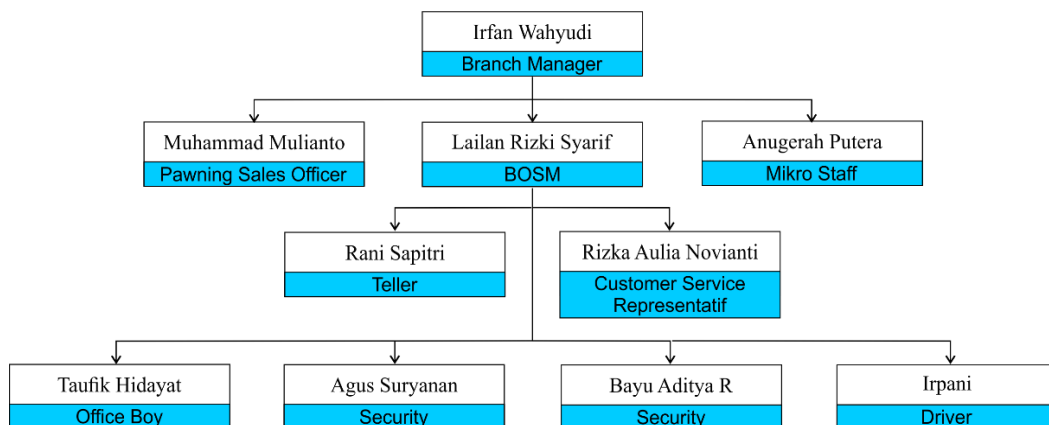 Irfan Wahyudi
Branch Manager
Muhammad Mulianto
Pawning Sales Officer
Lailan Rizki Syarif
BOSM
Anugerah Putera
Mikro Staff
Rani Sapitri
Teller
Rizka Aulia Novianti
Customer Service
Representatif
Taufik Hidayat
Office Boy
Agus Suryanan
Security
Bayu Aditya R
Security
Irpani
Driver